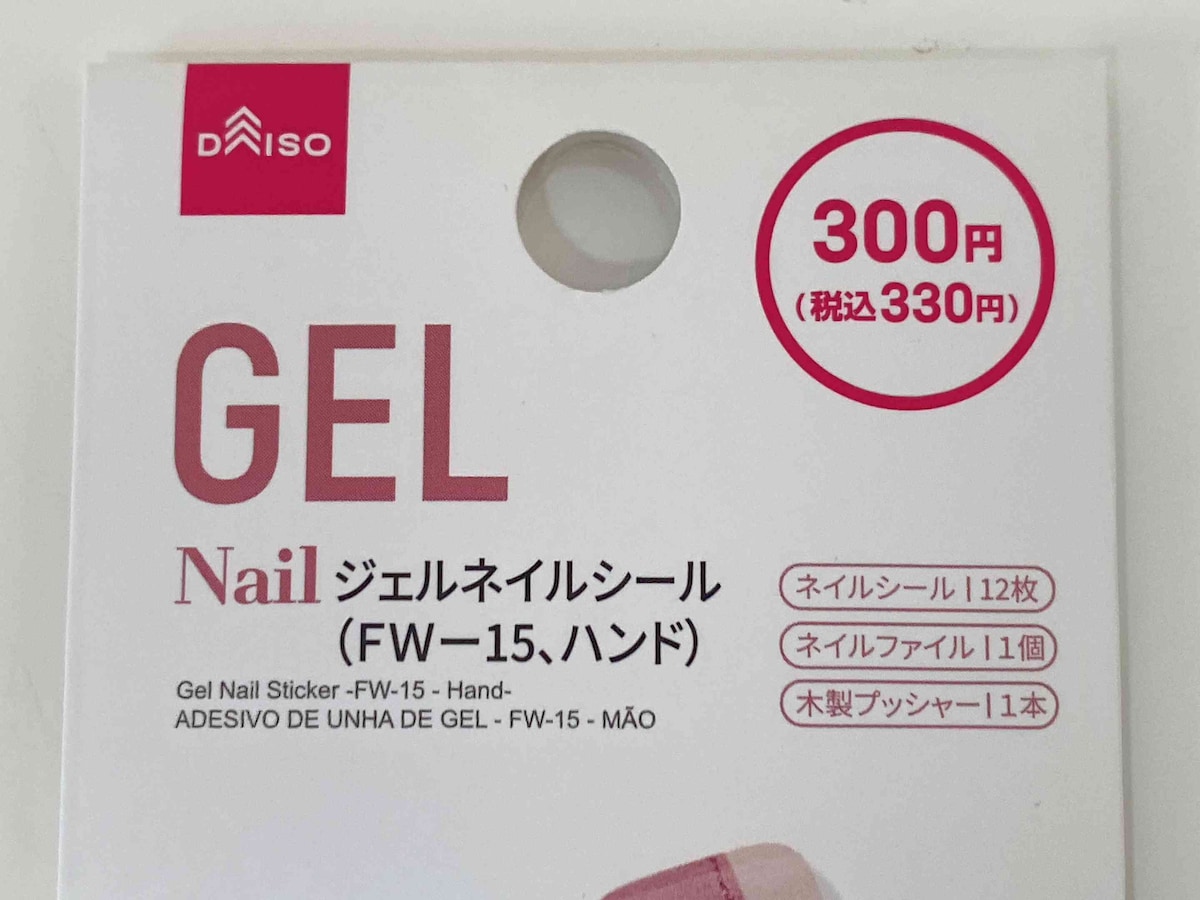 DAISO
300円
(税込330円)
GEL
Nail ジェルネイルシール
(FWー15、ハンド)
Gel Nail Sticker -FW-15 - Hand-
ADESIVO DE UNHA DE GEL - FW-15 - MÃO
ネイルシール | 12枚
ネイルファイル | 1個
木製プッシャー | 1本